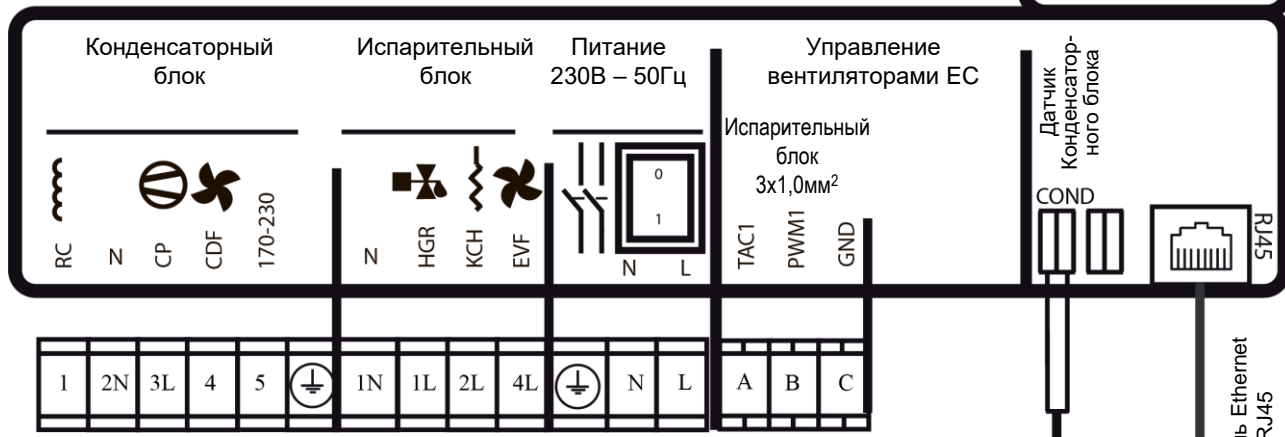 Конденсаторный
блок
Испарительный
блок
Питание
230В – 50Гц
Управление
вентиляторами ЕС
Датчик
Конденсатор-
ного блока
Испарительный
блок
3х1,0мм²
0
1
COND
RC
N
CP
CDF
170-230
N
HGR
KCH
EVF
N
L
TAC1
PWM1
GND
RJ45
1
2N
3L
4
5
1N
1L
2L
4L
N
L
A
B
C
Ethernet
RJ45